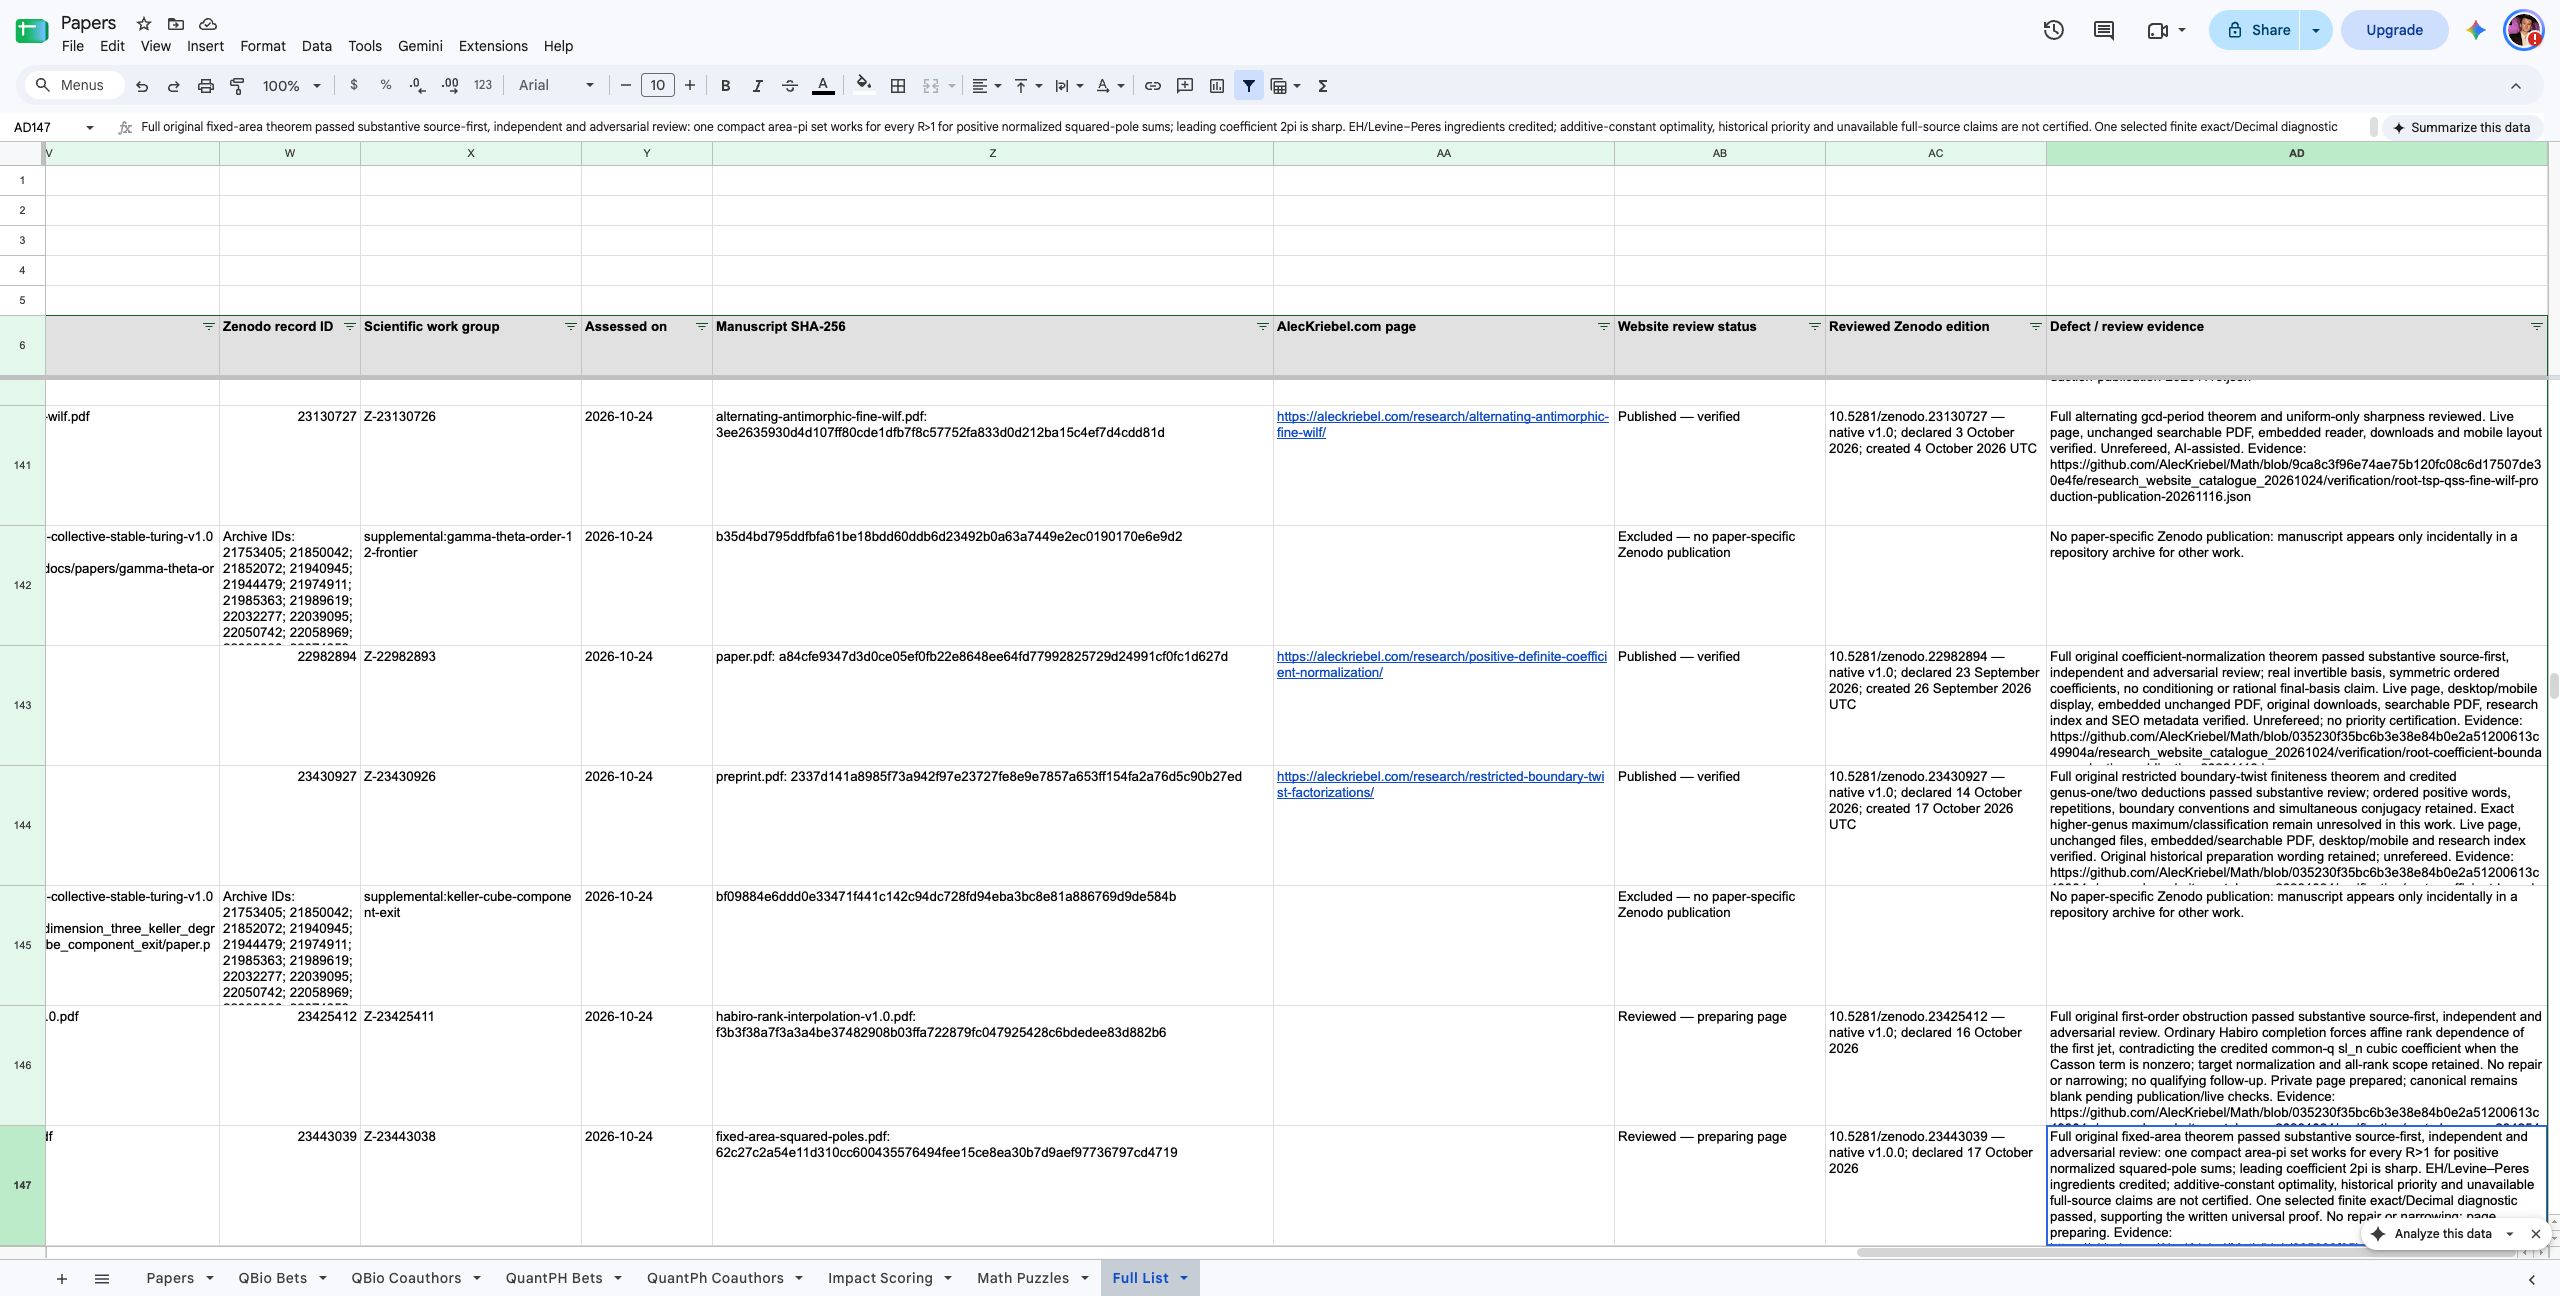 Papers
File Edit View Insert Format Data Tools Gemini Extensions Help
Share
Upgrade
Menus
100%
$ % .0 .00 123
Arial
10
B I A
AD147
fx Full original fixed-area theorem passed substantive source-first, independent and adversarial review: one compact area-pi set works for every R>1 for positive normalized squared-pole sums; leading coefficient 2pi is sharp. EH/Levine–Peres ingredients credited; additive-constant optimality, historical priority and unavailable full-source claims are not certified. One selected finite exact/Decimal diagnostic
Summarize this data
V W X Y Z AA AB AC AD
1
2
3
4
5
6
Zenodo record ID
Scientific work group
Assessed on
Manuscript SHA-256
AlecKriebel.com page
Website review status
Reviewed Zenodo edition
Defect / review evidence
141
-wilf.pdf
23130727
Z-23130726
2026-10-24
alternating-antimorphic-fine-wilf.pdf:
3ee2635930d4d107ff80cde1dfb7f8c57752fa833d0d212ba15c4ef7d4cdd81d
https://aleckriebel.com/research/alternating-antimorphic-
fine-wilf/
Published — verified
10.5281/zenodo.23130727 —
native v1.0; declared 3 October
2026; created 4 October 2026 UTC
Full alternating gcd-period theorem and uniform-only sharpness reviewed. Live
page, unchanged searchable PDF, embedded reader, downloads and mobile layout
verified. Unrefereed, AI-assisted. Evidence:
https://github.com/AlecKriebel/Math/blob/9ca8c3f96e74ae75b120fc08c6d17507de3
0e4fe/research_website_catalogue_20261024/verification/root-tsp-qss-fine-wilf-pro
duction-publication-20261116.json
142
-collective-stable-turing-v1.0
docs/papers/gamma-theta-or
Archive IDs:
21753405; 21850042;
21852072; 21940945;
21944479; 21974911;
21985363; 21989619;
22032277; 22039095;
22050742; 22058969;
supplemental:gamma-theta-order-1
2-frontier
2026-10-24
b35d4bd795ddfbfa61be18bdd60ddb6d23492b0a63a7449e2ec0190170e6e9d2
Excluded — no paper-specific
Zenodo publication
No paper-specific Zenodo publication: manuscript appears only incidentally in a
repository archive for other work.
143
22982894
Z-22982893
2026-10-24
paper.pdf: a84cfe9347d3d0ce05ef0fb22e8648ee64fd77992825729d24991cf0fc1d627d
https://aleckriebel.com/research/positive-definite-coeffici
ent-normalization/
Published — verified
10.5281/zenodo.22982894 —
native v1.0; declared 23 September
2026; created 26 September 2026
UTC
Full original coefficient-normalization theorem passed substantive source-first,
independent and adversarial review; real invertible basis, symmetric ordered
coefficients, no conditioning or rational final-basis claim. Live page, desktop/mobile
display, embedded unchanged PDF, original downloads, searchable PDF, research
index and SEO metadata verified. Unrefereed; no priority certification. Evidence:
https://github.com/AlecKriebel/Math/blob/035230f35bc6b3e38e84b0e2a51200613c
49904a/research_website_catalogue_20261024/verification/root-coefficient-bounda
144
23430927
Z-23430926
2026-10-24
preprint.pdf: 2337d141a8985f73a942f97e23727fe8e9e7857a653ff154fa2a76d5c90b27ed
https://aleckriebel.com/research/restricted-boundary-twi
st-factorizations/
Published — verified
10.5281/zenodo.23430927 —
native v1.0; declared 14 October
2026; created 17 October 2026
UTC
Full original restricted boundary-twist finiteness theorem and credited
genus-one/two deductions passed substantive review; ordered positive words,
repetitions, boundary conventions and simultaneous conjugacy retained. Exact
higher-genus maximum/classification remain unresolved in this work. Live page,
unchanged files, embedded/searchable PDF, desktop/mobile and research index
verified. Original historical preparation wording retained; unrefereed. Evidence:
https://github.com/AlecKriebel/Math/blob/035230f35bc6b3e38e84b0e2a51200613c
145
-collective-stable-turing-v1.0
dimension_three_keller_degr
be_component_exit/paper.p
Archive IDs:
21753405; 21850042;
21852072; 21940945;
21944479; 21974911;
21985363; 21989619;
22032277; 22039095;
22050742; 22058969;
supplemental:keller-cube-compone
nt-exit
2026-10-24
bf09884e6ddd0e33471f441c142c94dc728fd94eba3bc8e81a886769d9de584b
Excluded — no paper-specific
Zenodo publication
No paper-specific Zenodo publication: manuscript appears only incidentally in a
repository archive for other work.
146
.0.pdf
23425412
Z-23425411
2026-10-24
habiro-rank-interpolation-v1.0.pdf:
f3b3f38a7f3a3a4be37482908b03ffa722879fc047925428c6bdedee83d882b6
Reviewed — preparing page
10.5281/zenodo.23425412 —
native v1.0; declared 16 October
2026
Full original first-order obstruction passed substantive source-first, independent and
adversarial review. Ordinary Habiro completion forces affine rank dependence of
the first jet, contradicting the credited common-q sl_n cubic coefficient when the
Casson term is nonzero; target normalization and all-rank scope retained. No repair
or narrowing; no qualifying follow-up. Private page prepared; canonical remains
blank pending publication/live checks. Evidence:
https://github.com/AlecKriebel/Math/blob/035230f35bc6b3e38e84b0e2a51200613c
147
df
23443039
Z-23443038
2026-10-24
fixed-area-squared-poles.pdf:
62c27c2a54e11d310cc600435576494fee15ce8ea30b7d9aef97736797cd4719
Reviewed — preparing page
10.5281/zenodo.23443039 —
native v1.0.0; declared 17 October
2026
Full original fixed-area theorem passed substantive source-first, independent and
adversarial review: one compact area-pi set works for every R>1 for positive
normalized squared-pole sums; leading coefficient 2pi is sharp. EH/Levine–Peres
ingredients credited; additive-constant optimality, historical priority and unavailable
full-source claims are not certified. One selected finite exact/Decimal diagnostic
passed, supporting the written universal proof. No repair or narrowing; page
preparing. Evidence:
Analyze this data
Papers QBio Bets QBio Coauthors QuantPH Bets QuantPh Coauthors Impact Scoring Math Puzzles Full List